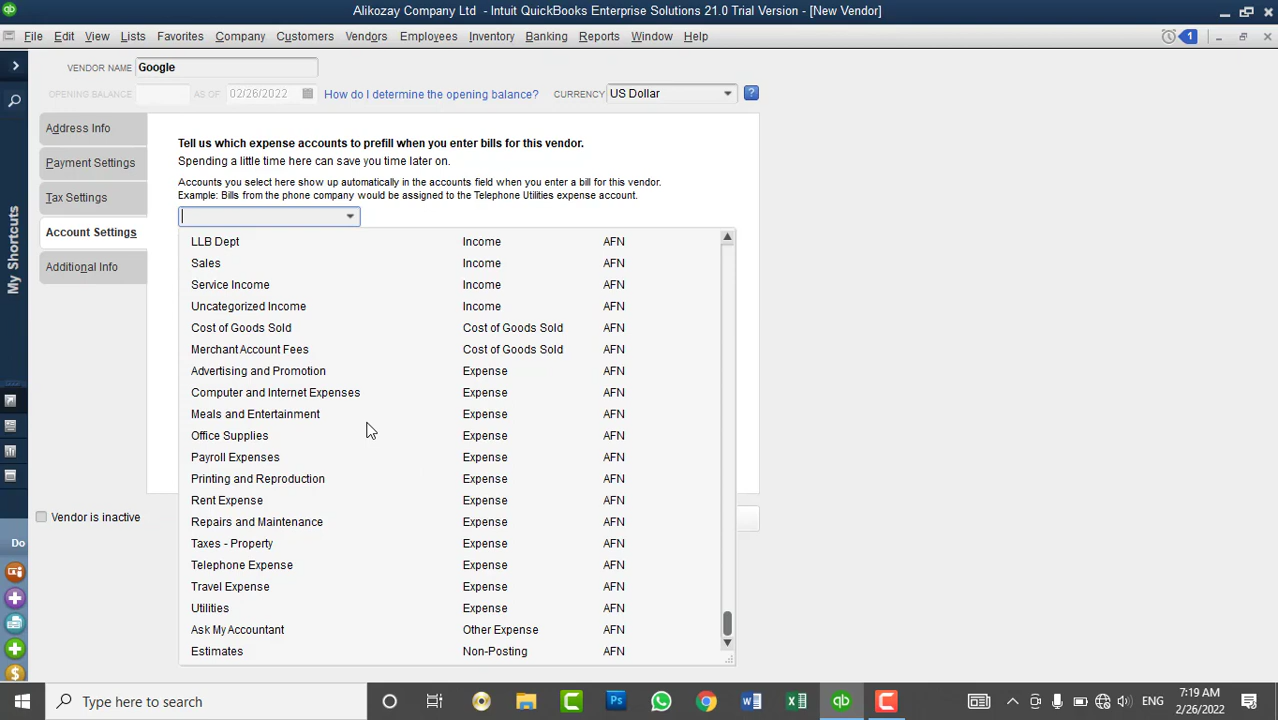 Alikozay Company Ltd - Intuit QuickBooks Enterprise Solutions 21.0 Trial Version - [New Vendor]
File Edit View Lists Favorites Company Customers Vendors Employees Inventory Banking Reports Window Help 1
VENDOR NAME Google
OPENING BALANCE AS OF 02/26/2022 How do I determine the opening balance? CURRENCY US Dollar ?
Address Info
Payment Settings
Tax Settings
Account Settings
Additional Info
My Shortcuts
Do
Tell us which expense accounts to prefill when you enter bills for this vendor.
Spending a little time here can save you time later on.
Accounts you select here show up automatically in the accounts field when you enter a bill for this vendor.
Example: Bills from the phone company would be assigned to the Telephone Utilities expense account.
LLB Dept Income AFN
Sales Income AFN
Service Income Income AFN
Uncategorized Income Income AFN
Cost of Goods Sold Cost of Goods Sold AFN
Merchant Account Fees Cost of Goods Sold AFN
Advertising and Promotion Expense AFN
Computer and Internet Expenses Expense AFN
Meals and Entertainment Expense AFN
Office Supplies Expense AFN
Payroll Expenses Expense AFN
Printing and Reproduction Expense AFN
Rent Expense Expense AFN
Repairs and Maintenance Expense AFN
Taxes - Property Expense AFN
Telephone Expense Expense AFN
Travel Expense Expense AFN
Utilities Expense AFN
Ask My Accountant Other Expense AFN
Estimates Non-Posting AFN
Vendor is inactive
Type here to search
ENG
7:19 AM
2/26/2022